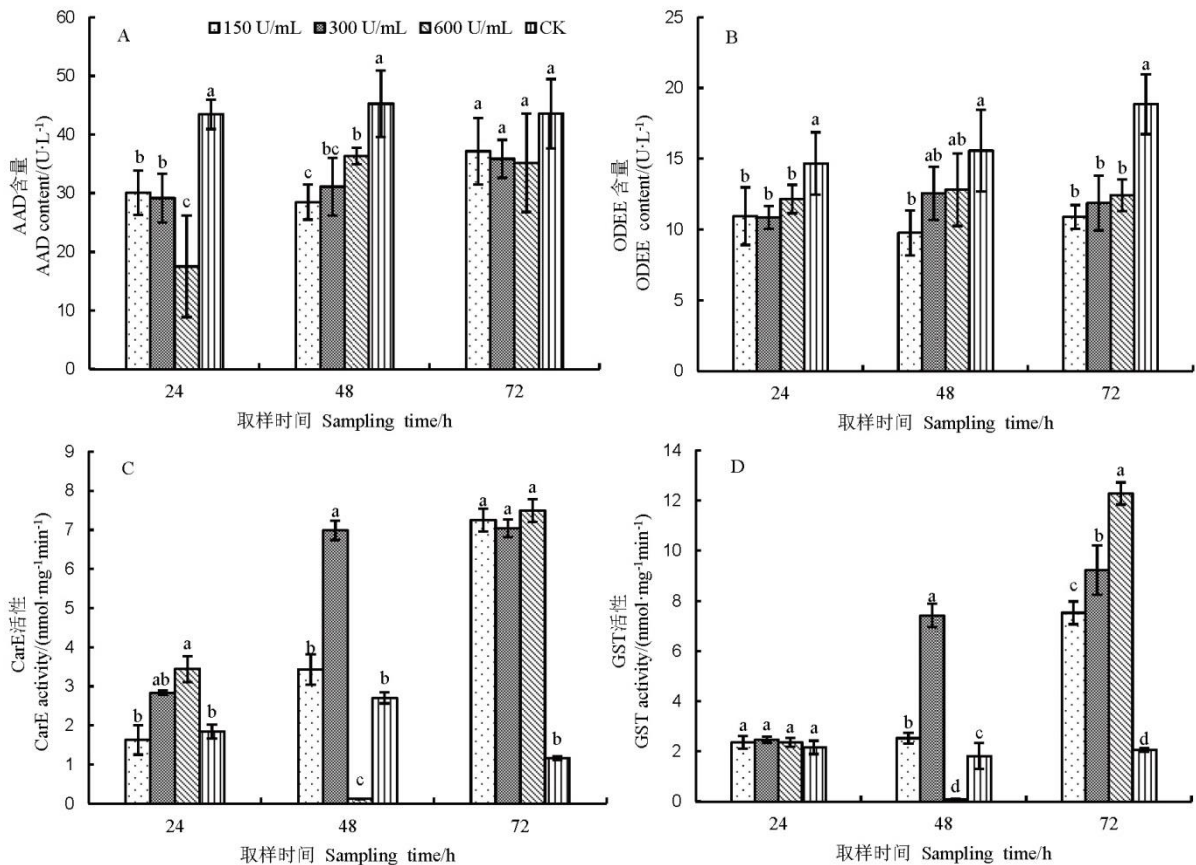 A
150 U/mL 300 U/mL 600 U/mL CK
AAD含量
AAD content/(U·L-1)
60
50
40
30
20
10
0
b b c a
c bc b a
a a a a
24 48 72
取样时间 Sampling time/h
B
ODEE 含量
ODEE content/(U·L-1)
25
20
15
10
5
0
b b b a
b ab ab a
b b b a
24 48 72
取样时间 Sampling time/h
C
CarE活性
CarE activity/(nmol·mg-1min-1)
9
8
7
6
5
4
3
2
1
0
b ab a b
b a c b
a a a b
24 48 72
取样时间 Sampling time/h
D
GST活性
GST activity/(nmol·mg-1min-1)
14
12
10
8
6
4
2
0
a a a a
b a d c
c b a d
24 48 72
取样时间 Sampling time/h